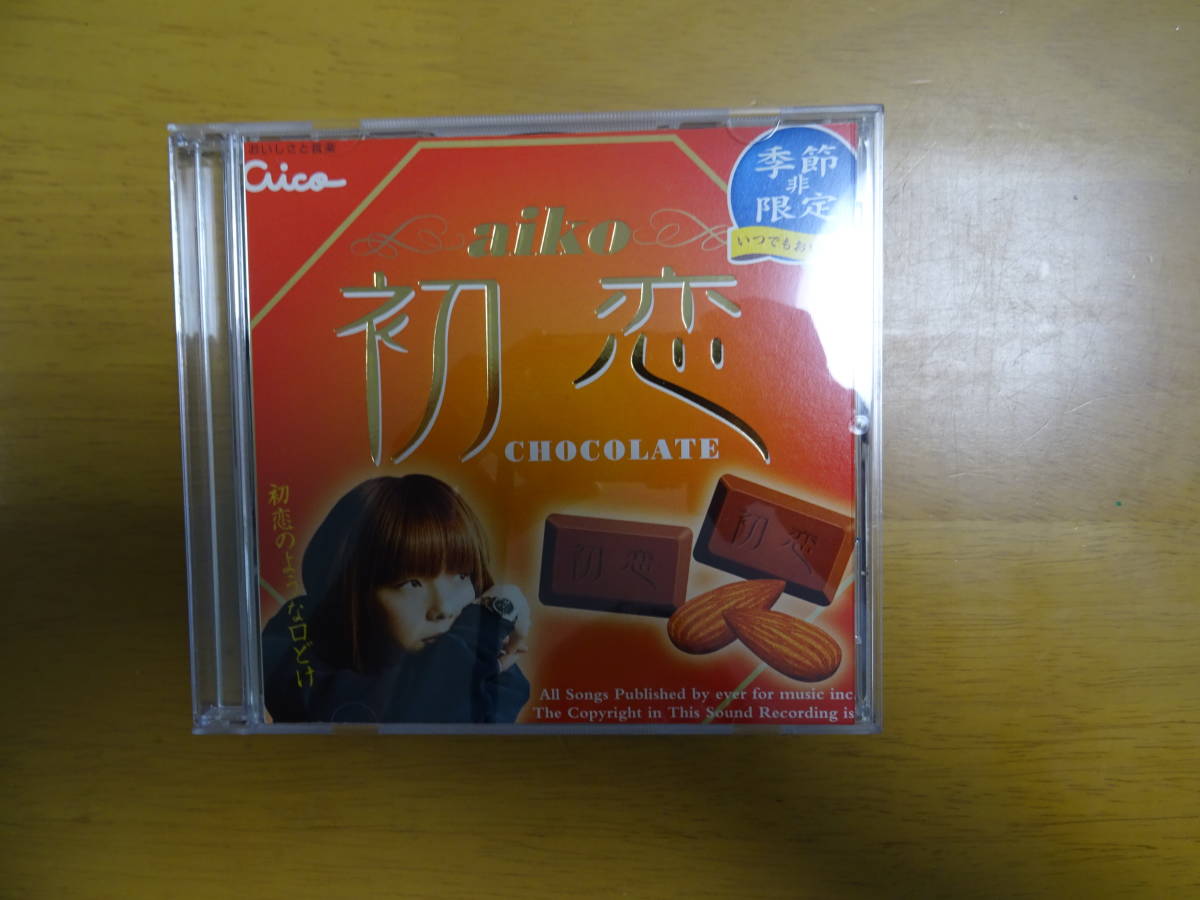 おいしさと音楽
aico
季節
非
限定
いつでもお
aiko
初恋
CHOCOLATE
初恋のような口どけ
初恋
初恋
All Songs Published by ever for music inc.
The Copyright in This Sound Recording is